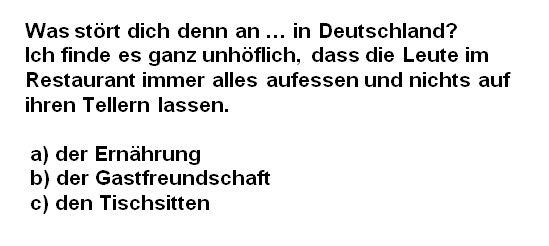 Was stört dich denn an … in Deutschland?
Ich finde es ganz unhöflich, dass die Leute im
Restaurant immer alles aufessen und nichts auf
ihren Tellern lassen.
a) der Ernährung
b) der Gastfreundschaft
c) den Tischsitten